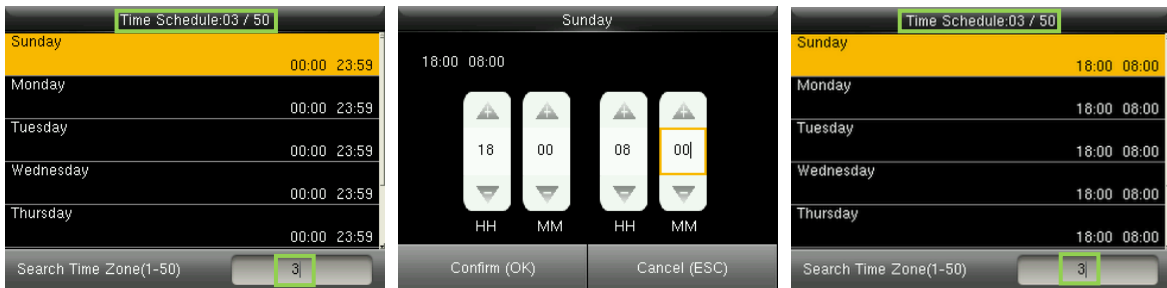 Time Schedule:03 / 50
Sunday
00:00 23:59
Monday
00:00 23:59
Tuesday
00:00 23:59
Wednesday
00:00 23:59
Thursday
00:00 23:59
Search Time Zone(1-50) 3
Sunday
18:00 08:00
18 00 08 00
HH MM HH MM
Confirm (OK) Cancel (ESC)
Time Schedule:03 / 50
Sunday
18:00 08:00
Monday
18:00 08:00
Tuesday
18:00 08:00
Wednesday
18:00 08:00
Thursday
18:00 08:00
Search Time Zone(1-50) 3